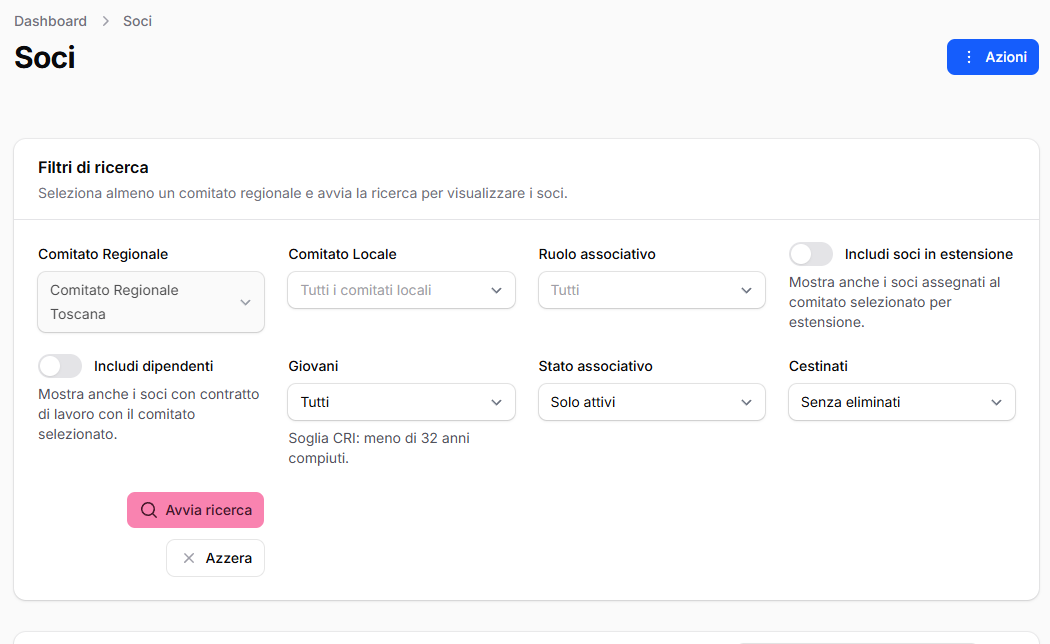 Dashboard > Soci
Soci
Azioni
Filtri di ricerca
Seleziona almeno un comitato regionale e avvia la ricerca per visualizzare i soci.
Comitato Regionale
Comitato Regionale
Toscana
Comitato Locale
Tutti i comitati locali
Ruolo associativo
Tutti
Includi soci in estensione
Mostra anche i soci assegnati al
comitato selezionato per
estensione.
Includi dipendenti
Mostra anche i soci con contratto
di lavoro con il comitato
selezionato.
Giovani
Tutti
Soglia CRI: meno di 32 anni
compiuti.
Stato associativo
Solo attivi
Cestinati
Senza eliminati
Avvia ricerca
Azzera